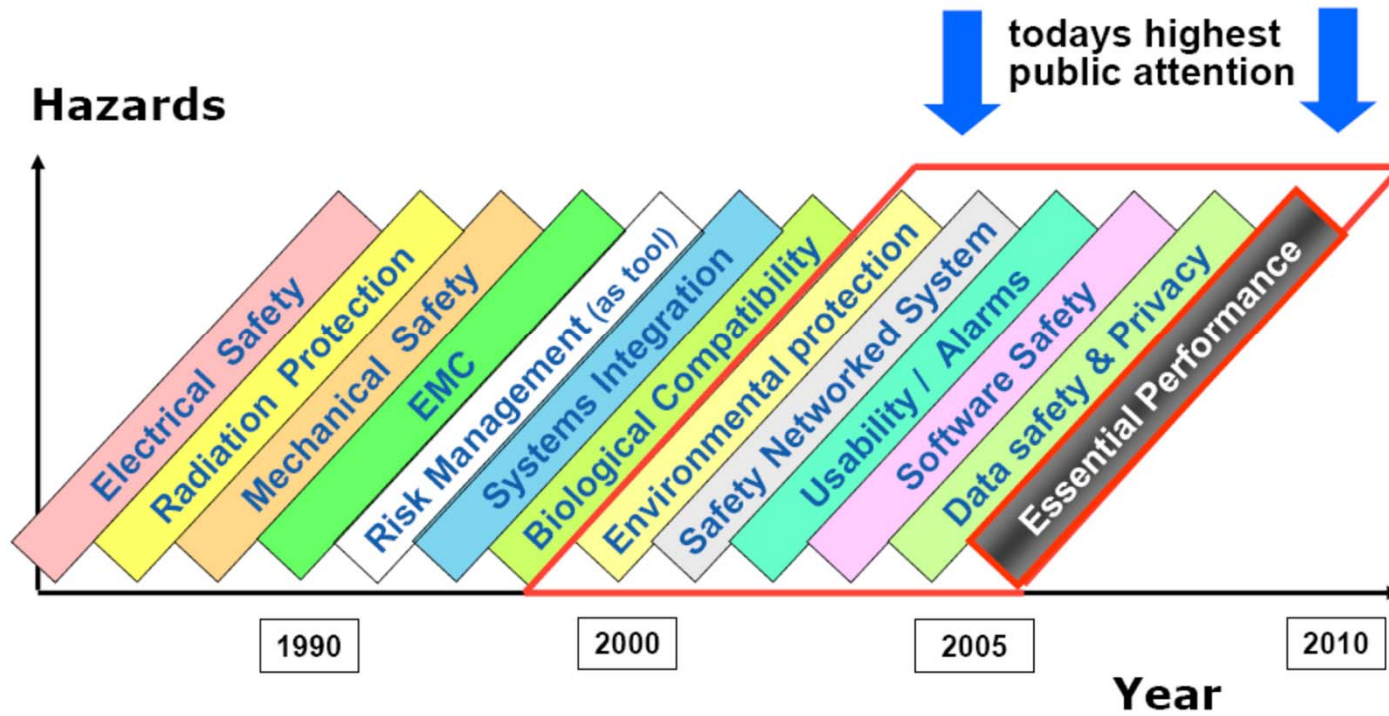 todays highest
public attention
Hazards
Electrical Safety
Radiation Protection
Mechanical Safety
EMC
Risk Management (as tool)
Systems Integration
Biological Compatibility
Environmental protection
Safety Networked System
Usability / Alarms
Software Safety
Data safety & Privacy
Essential Performance
1990
2000
2005
2010
Year